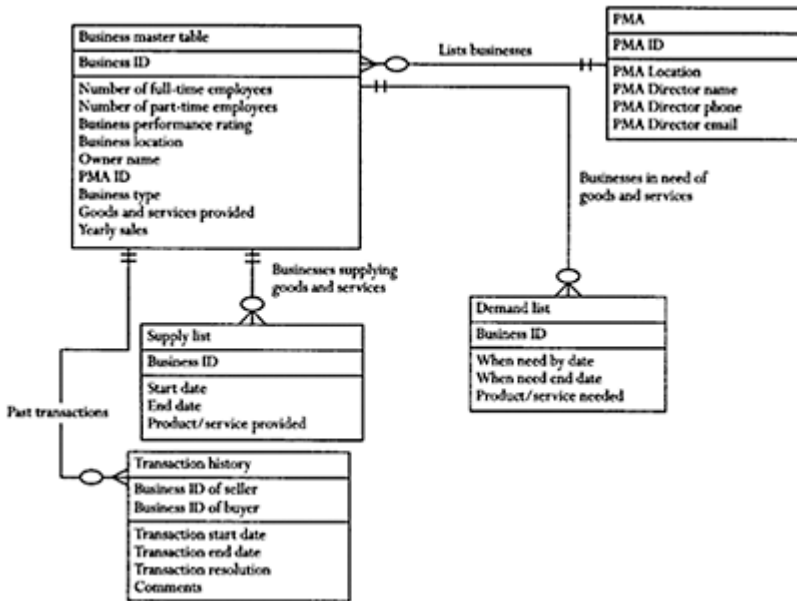 Business master table
Business ID
Number of full-time employees
Number of part-time employees
Business performance rating
Business location
Owner name
PMA ID
Business type
Goods and services provided
Yearly sales
Lists businesses
PMA
PMA ID
PMA Location
PMA Director name
PMA Director phone
PMA Director email
Businesses in need of
goods and services
Businesses supplying
goods and services
Supply list
Business ID
Start date
End date
Product/service provided
Demand list
Business ID
When need by date
When need end date
Product/service needed
Past transactions
Transaction history
Business ID of seller
Business ID of buyer
Transaction start date
Transaction end date
Transaction resolution
Comments